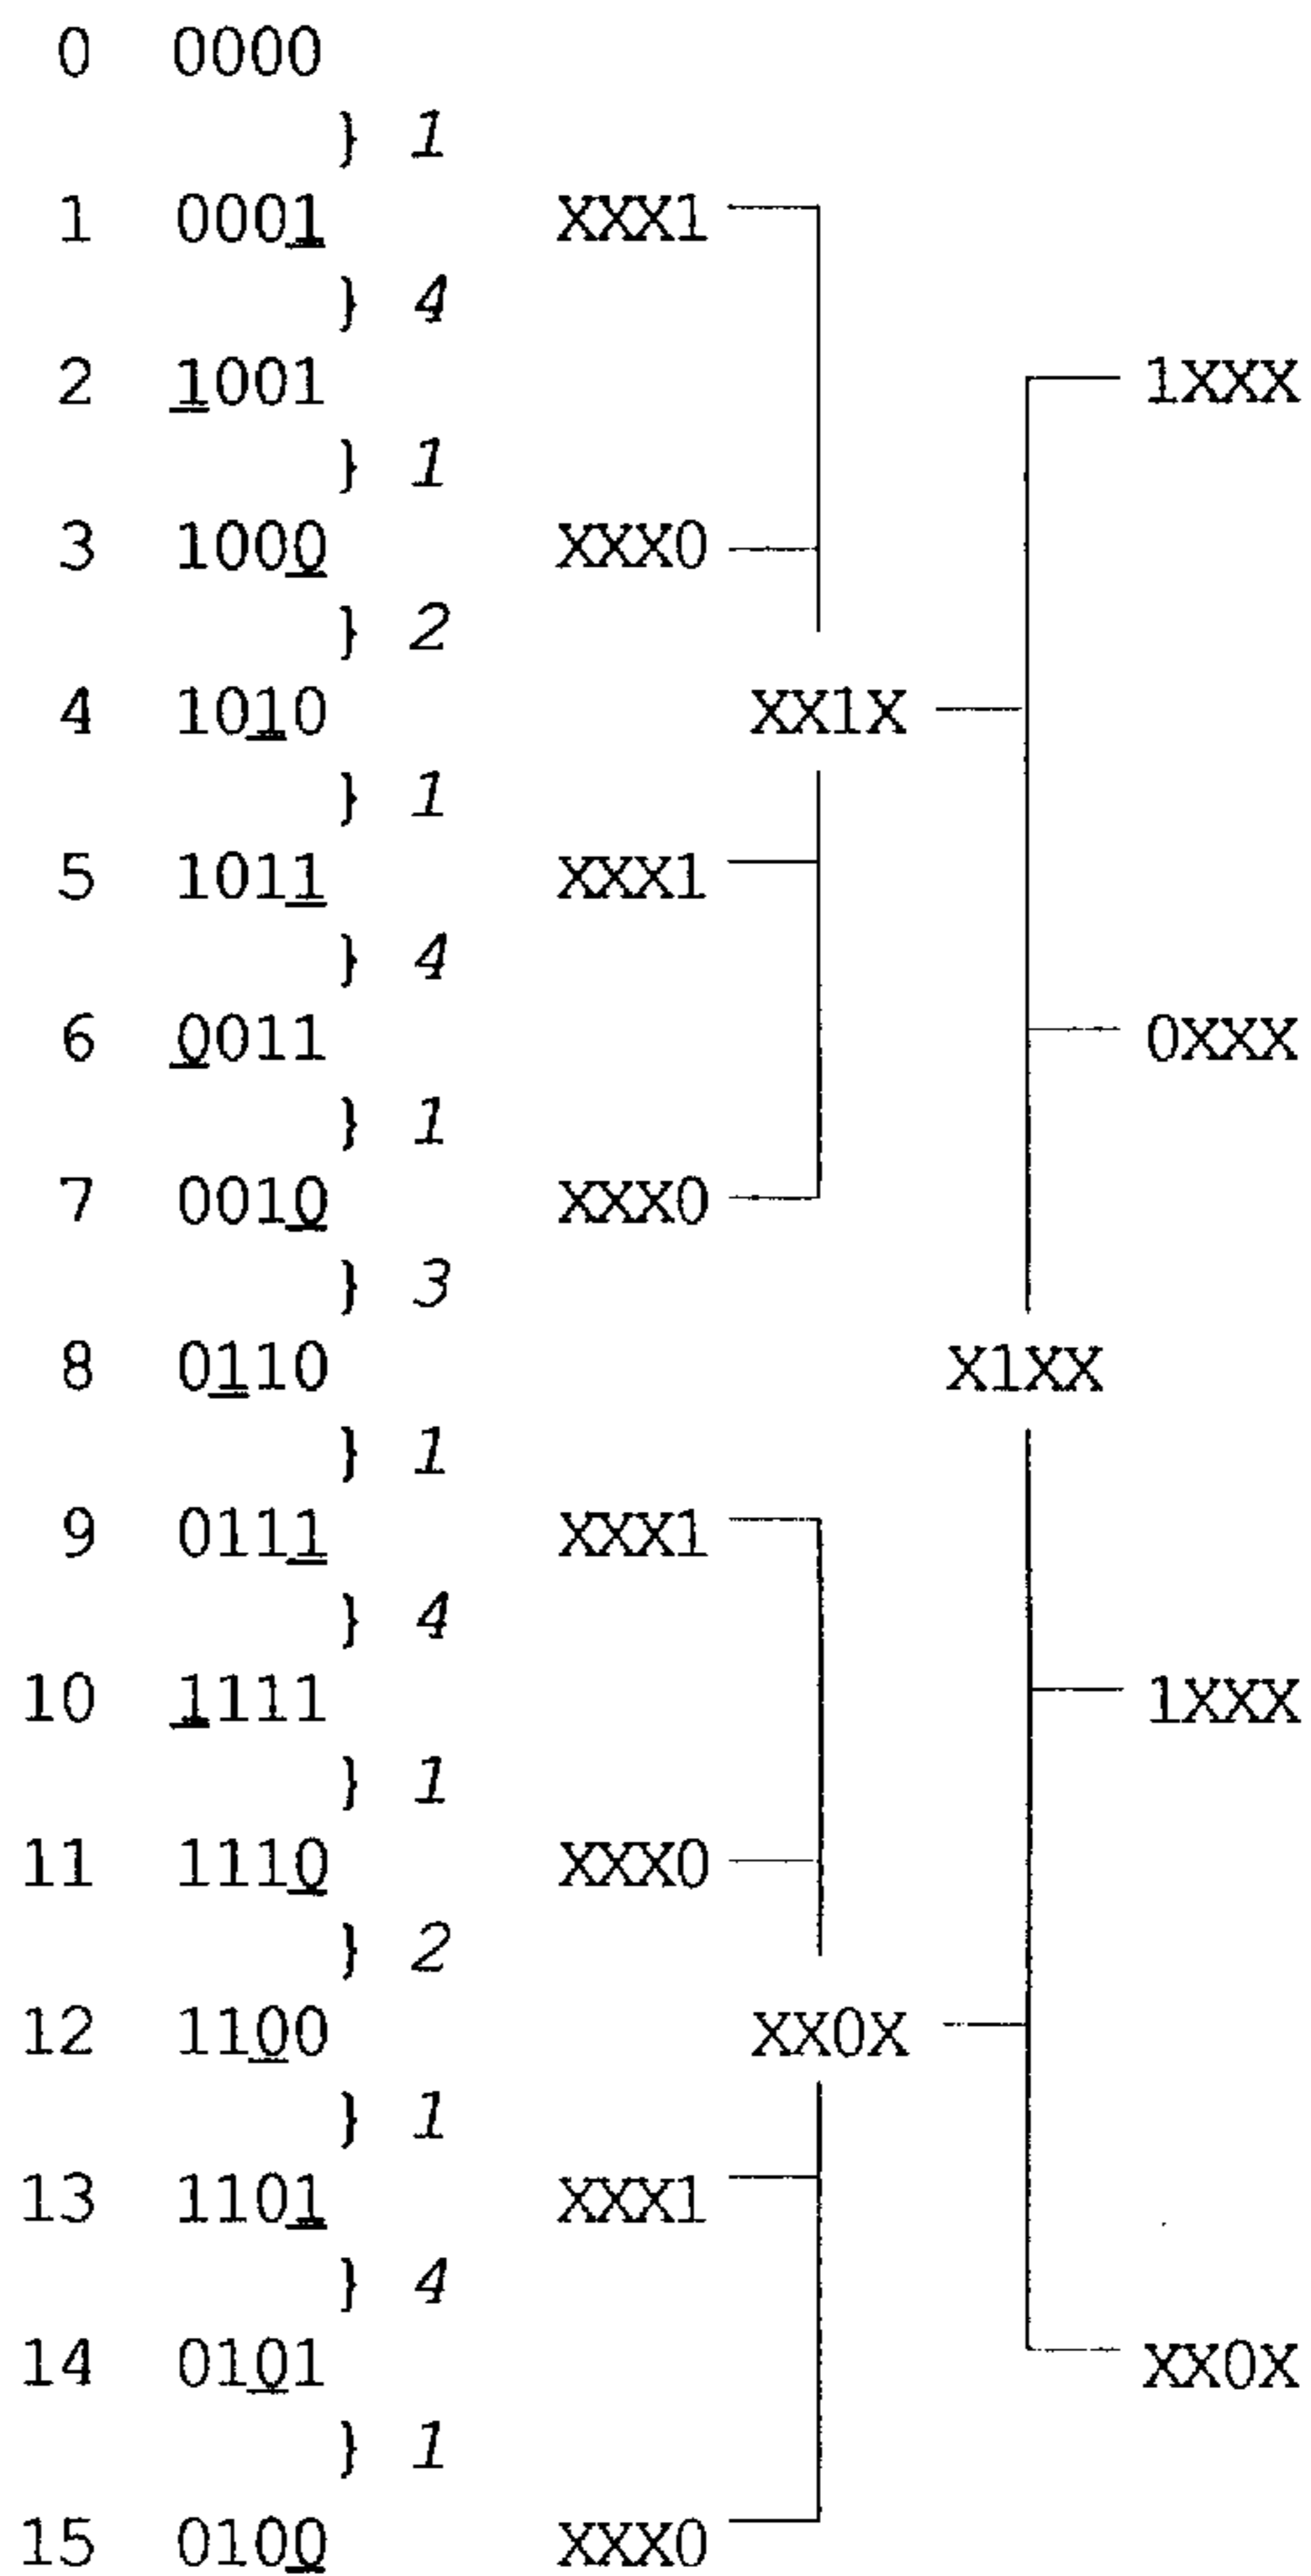 0 0000
} 1
1 0001 XXX1
} 4
2 1001 1XXX
} 1
3 1000 XXX0
} 2
4 1010 XX1X
} 1
5 1011 XXX1
} 4
6 0011 0XXX
} 1
7 0010 XXX0
} 3
8 0110 X1XX
} 1
9 0111 XXX1
} 4
10 1111 1XXX
} 1
11 1110 XXX0
} 2
12 1100 XX0X
} 1
13 1101 XXX1
} 4
14 0101 XX0X
} 1
15 0100 XXX0